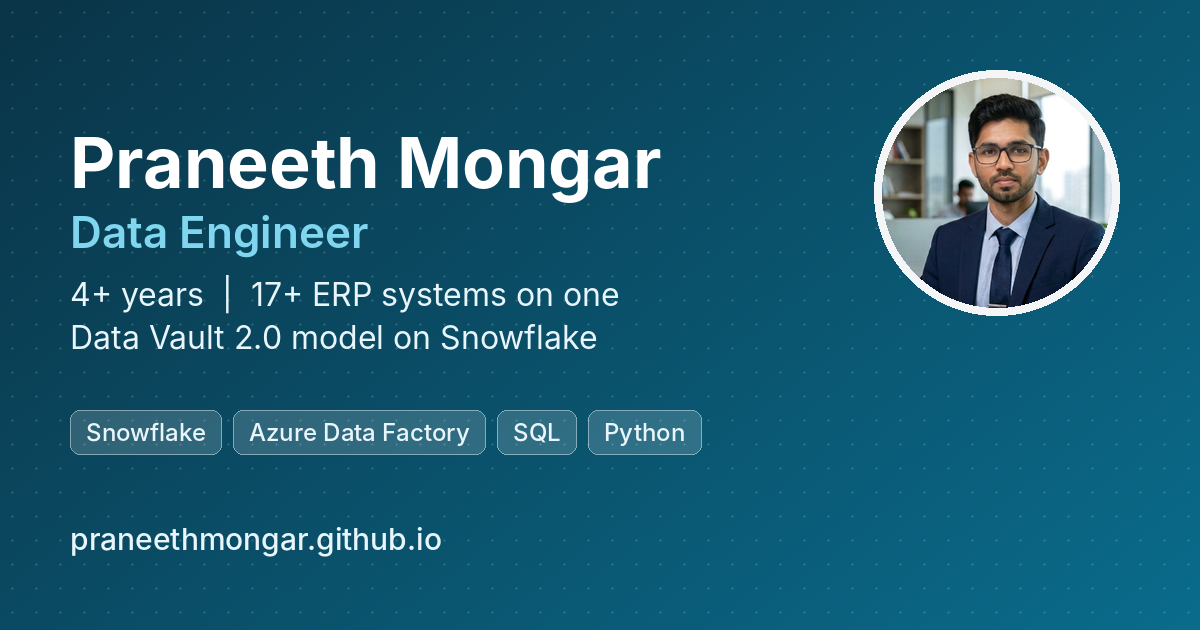 Praneeth Mongar
Data Engineer
4+ years | 17+ ERP systems on one
Data Vault 2.0 model on Snowflake
Snowflake Azure Data Factory SQL Python
praneethmongar.github.io